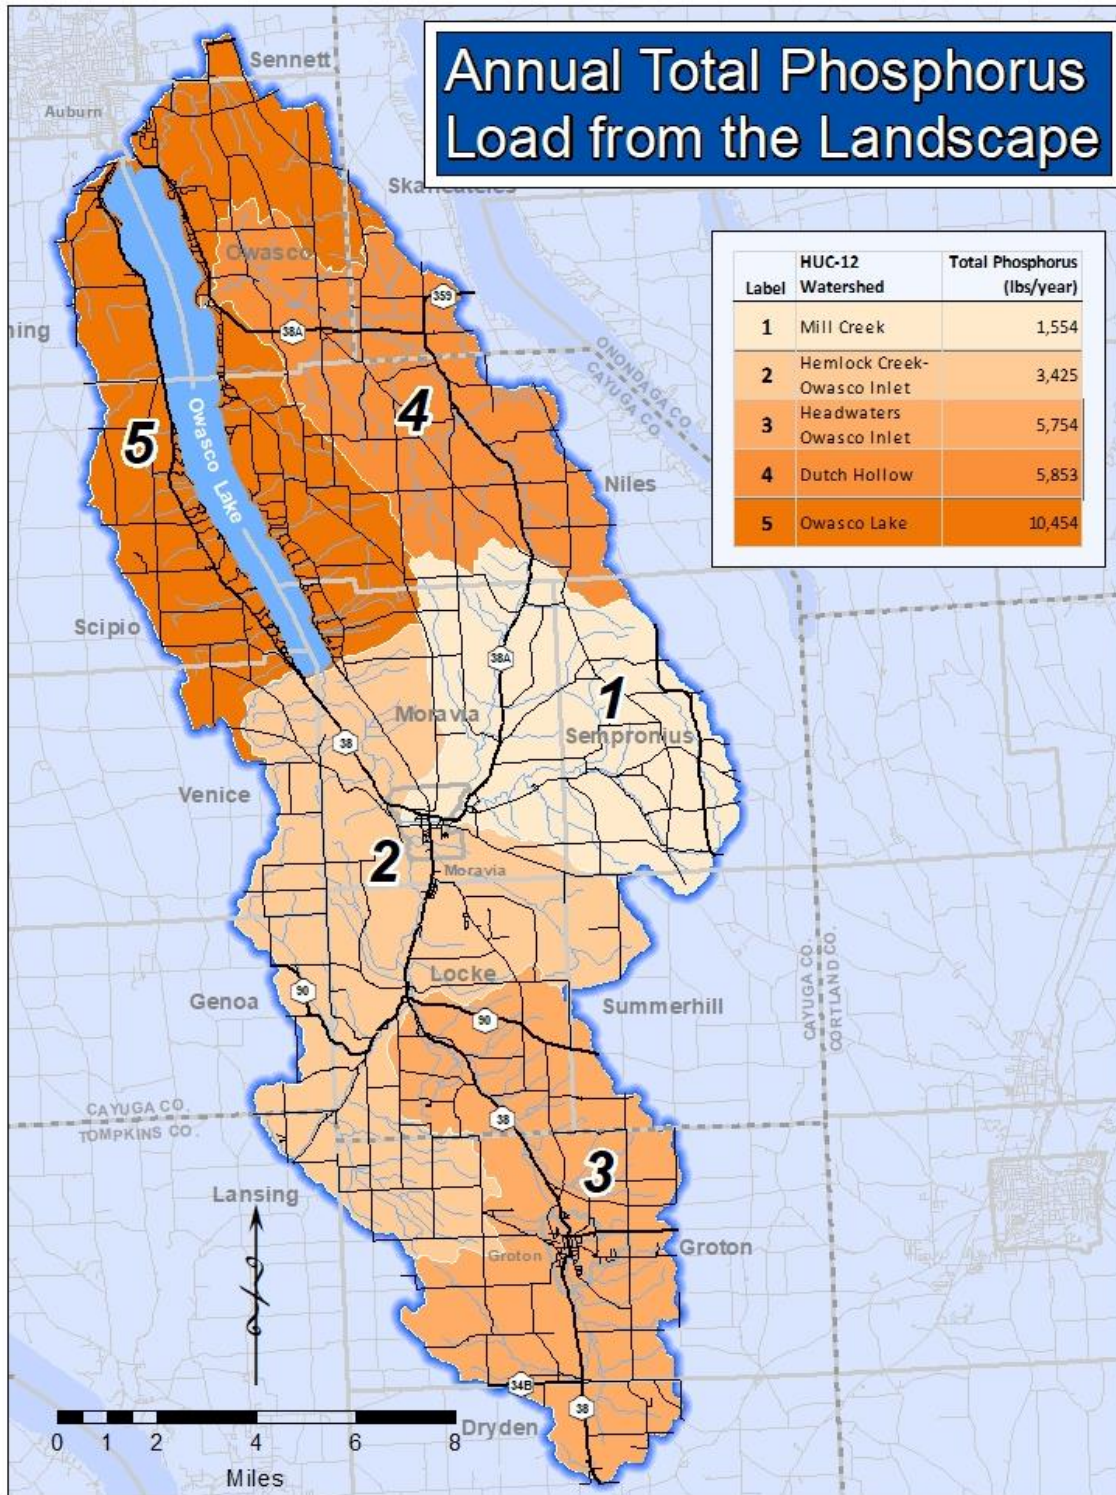 Annual Total Phosphorus
Load from the Landscape
Sennett
Auburn
Skaneateles
Owasco
359
38A
ning
ONONDAGA CO.
CAYUGA CO.
Label
HUC-12
Watershed
Total Phosphorus
(lbs/year)
1 Mill Creek 1,554
2 Hemlock Creek-
Owasco Inlet 3,425
3 Headwaters
Owasco Inlet 5,754
4 Dutch Hollow 5,853
5 Owasco Lake 10,454
4
5
Owasco Lake
Niles
Scipio
38A
1
Moravia
Sempronius
38
Venice
2
Moravia
Locke
90
Genoa
Summerhill
90
CAYUGA CO.
CORTLAND CO.
CAYUGA CO.
TOMPKINS CO.
38
3
Lansing
Groton
Groton
34B
38
Dryden
0 1 2 4 6 8
Miles